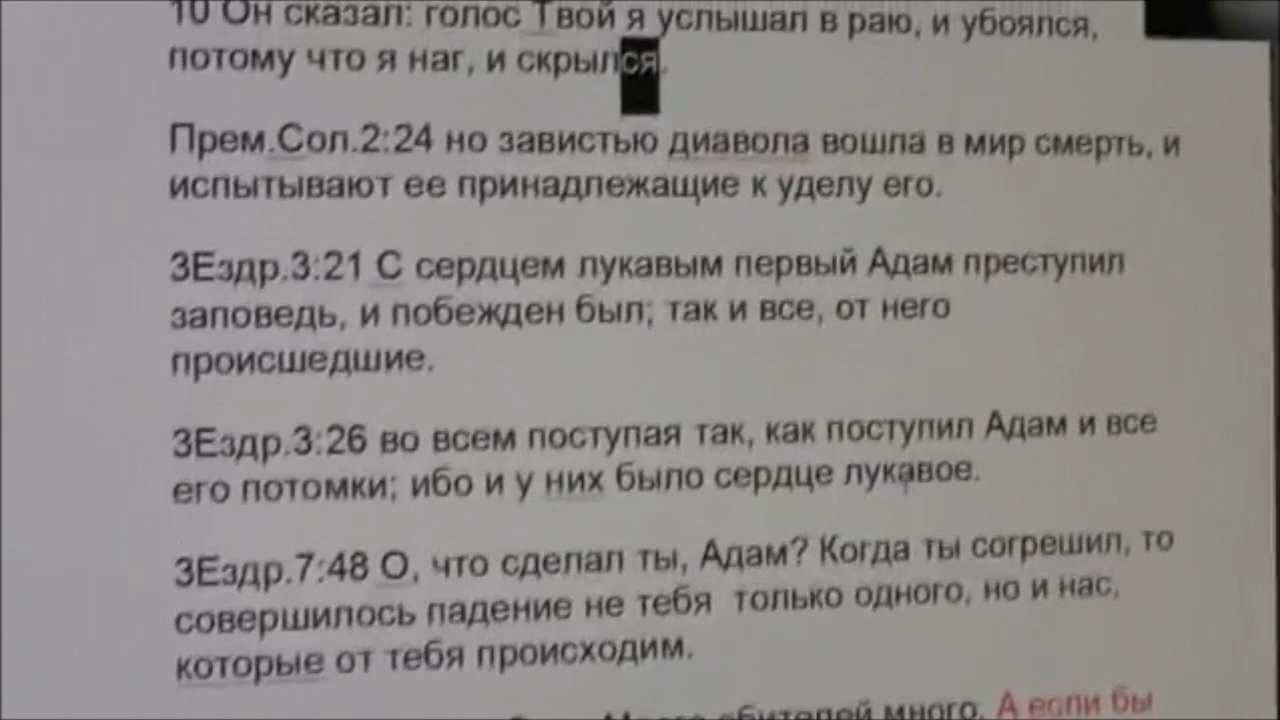 10 Он сказал: голос Твой я услышал в раю, и убоялся,
потому что я наг, и скрылся.
Прем.Сол.2:24 но завистью диавола вошла в мир смерть, и
испытывают ее принадлежащие к уделу его.
3Ездр.3:21 С сердцем лукавым первый Адам преступил
заповедь, и побежден был; так и все, от него
происшедшие.
3Ездр.3:26 во всем поступая так, как поступил Адам и все
его потомки; ибо и у них было сердце лукавое.
3Ездр.7:48 О, что сделал ты, Адам? Когда ты согрешил, то
совершилось падение не тебя только одного, но и нас,
которые от тебя происходим.
обителей много. А если бы